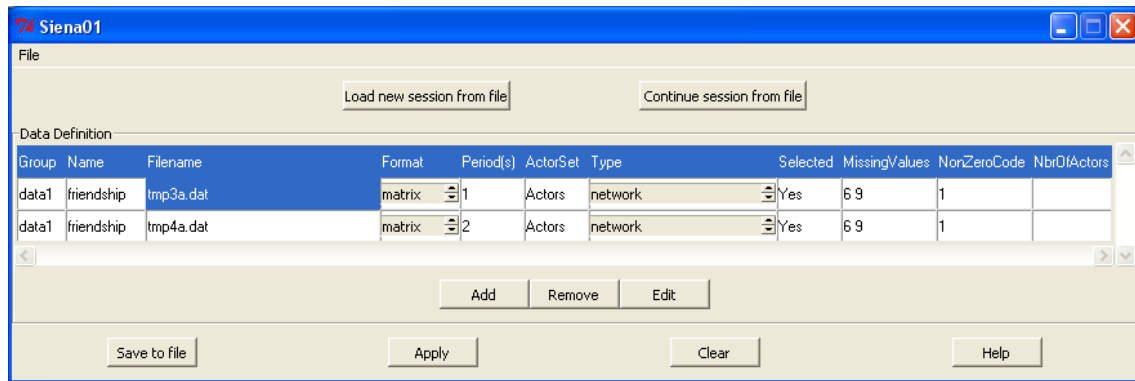 Siena01
File
Load new session from file Continue session from file
Data Definition
Group Name Filename Format Period(s) ActorSet Type Selected MissingValues NonZeroCode NbrOfActors
data1 friendship tmp3a.dat matrix 1 Actors network Yes 6 9 1
data1 friendship tmp4a.dat matrix 2 Actors network Yes 6 9 1
Add Remove Edit
Save to file Apply Clear Help